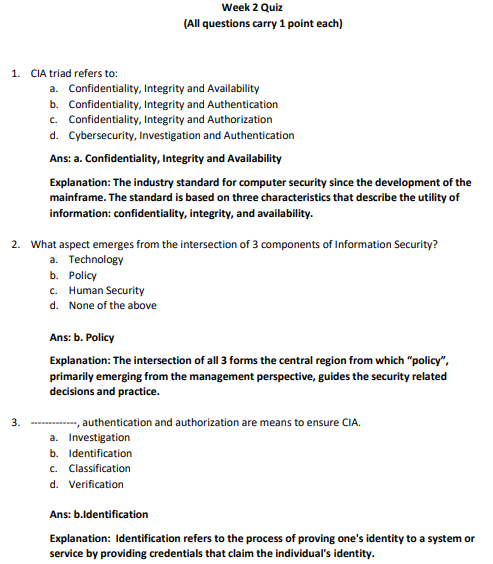 Week 2 Quiz
(All questions carry 1 point each)
1. CIA triad refers to:
a. Confidentiality, Integrity and Availability
b. Confidentiality, Integrity and Authentication
c. Confidentiality, Integrity and Authorization
d. Cybersecurity, Investigation and Authentication
Ans: a. Confidentiality, Integrity and Availability
Explanation: The industry standard for computer security since the development of the
mainframe. The standard is based on three characteristics that describe the utility of
information: confidentiality, integrity, and availability.
2. What aspect emerges from the intersection of 3 components of Information Security?
a. Technology
b. Policy
c. Human Security
d. None of the above
Ans: b. Policy
Explanation: The intersection of all 3 forms the central region from which “policy”,
primarily emerging from the management perspective, guides the security related
decisions and practice.
3. -------------, authentication and authorization are means to ensure CIA.
a. Investigation
b. Identification
c. Classification
d. Verification
Ans: b.Identification
Explanation: Identification refers to the process of proving one's identity to a system or
service by providing credentials that claim the individual's identity.